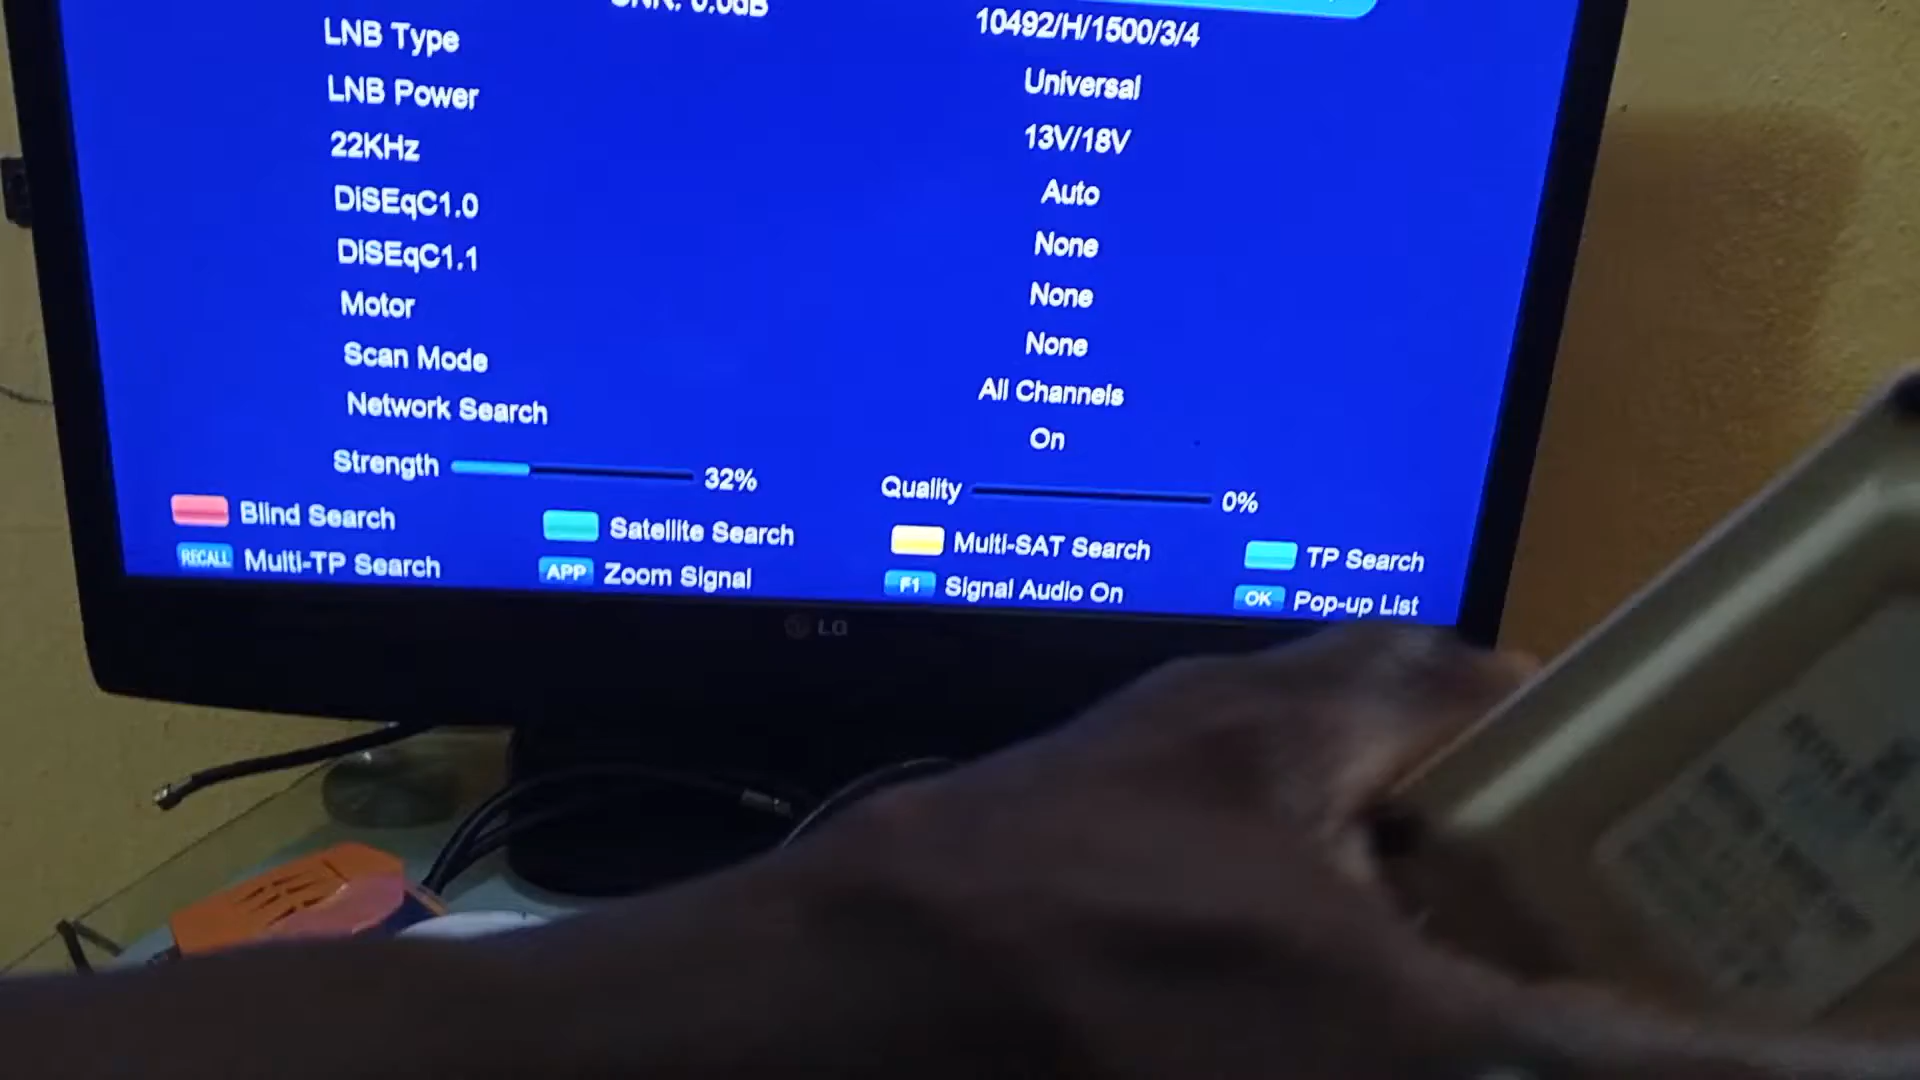 SNR: 0.0dB
10492/H/1500/3/4
LNB Type Universal
LNB Power 13V/18V
22KHz Auto
DiSEqC1.0 None
DiSEqC1.1 None
Motor None
Scan Mode All Channels
Network Search On
Strength 32% Quality 0%
Blind Search Satellite Search Multi-SAT Search TP Search
RECALL Multi-TP Search APP Zoom Signal F1 Signal Audio On OK Pop-up List
LG